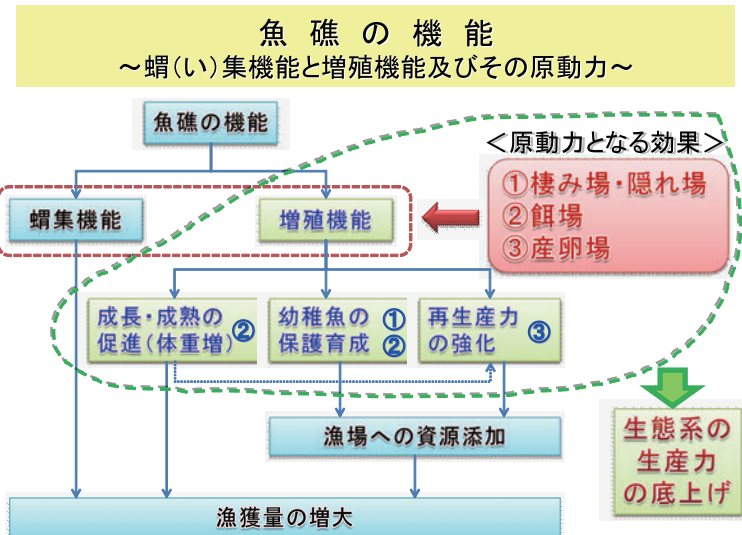 魚 礁 の 機 能
～蝟(い)集機能と増殖機能及びその原動力～
魚礁の機能
＜原動力となる効果＞
①棲み場・隠れ場
②餌場
③産卵場
蝟集機能
増殖機能
成長・成熟の
促進(体重増)
②
幼稚魚の
保護育成
①
②
再生産力
の強化
③
漁場への資源添加
生態系の
生産力
の底上げ
漁獲量の増大